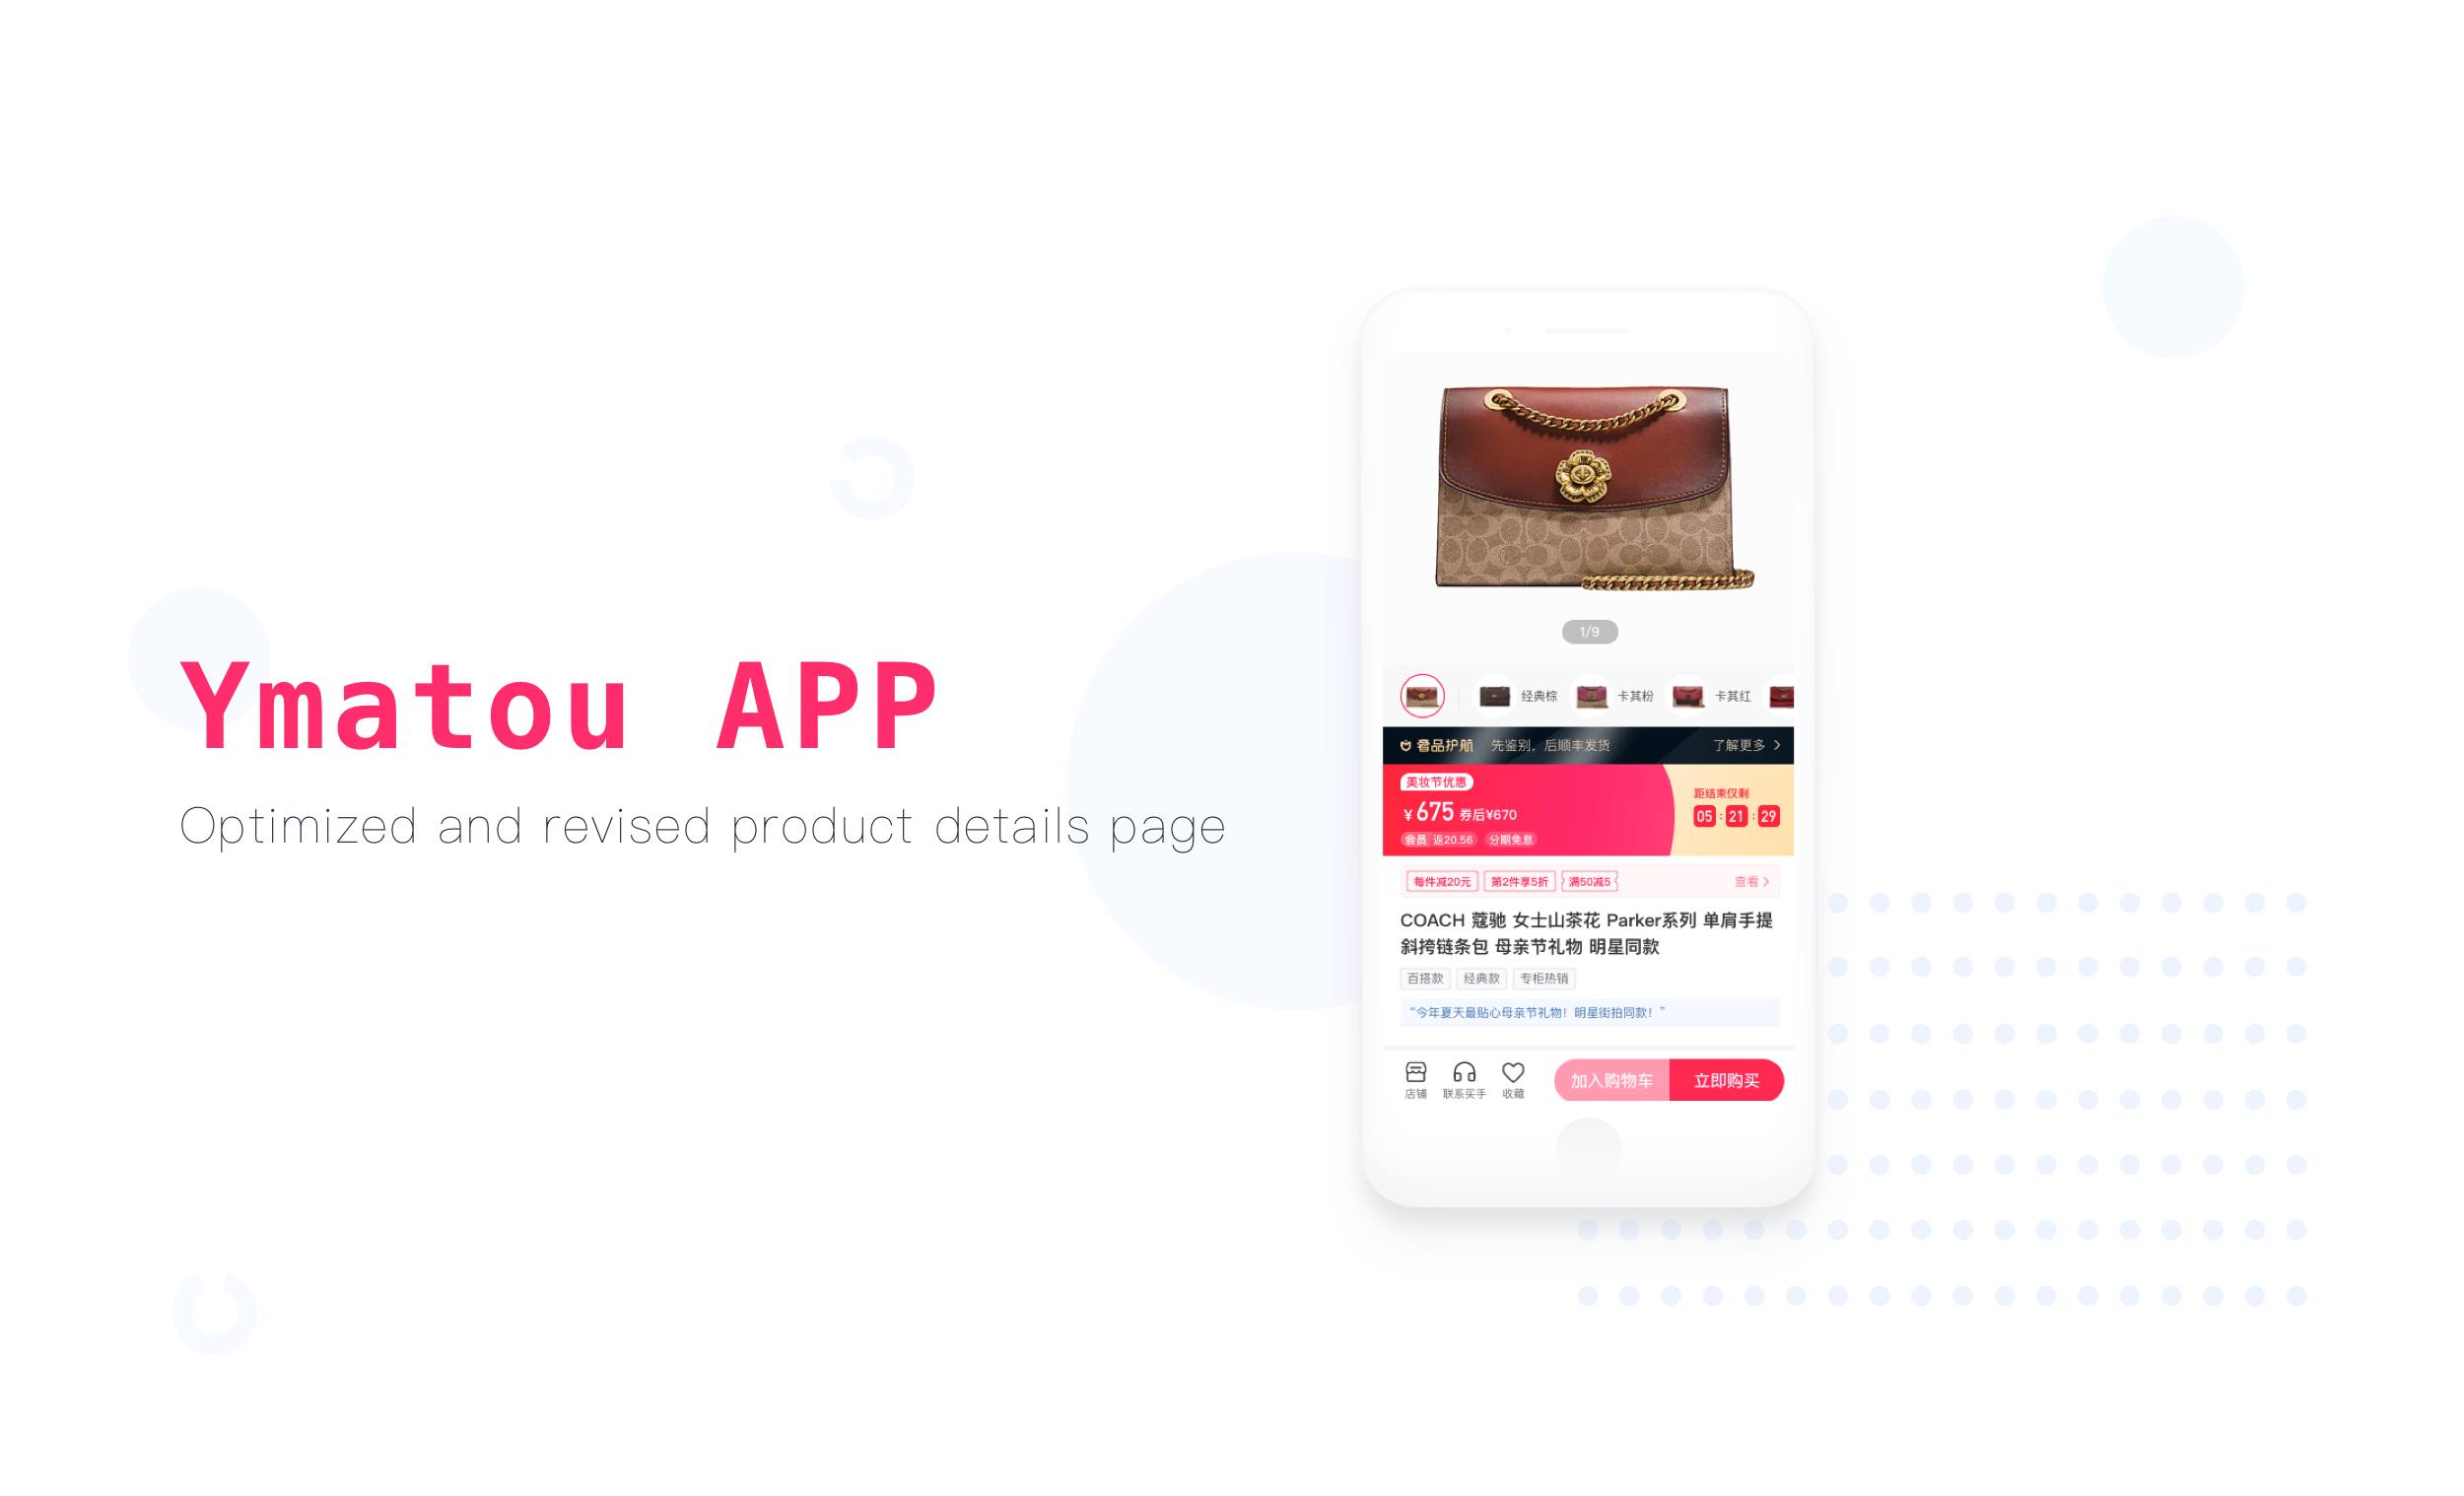 Ymatou APP
Optimized and revised product details page
1/9
经典棕 卡其粉 卡其红
奢品护航 先鉴别，后顺丰发货 了解更多
美妆节优惠
¥675 券后¥670
会员 返20.56 分期免息
距结束仅剩
05:21:29
每件减20元 第2件享5折 满50减5 查看
COACH 蔻驰 女士山茶花 Parker系列 单肩手提
斜挎链条包 母亲节礼物 明星同款
百搭款 经典款 专柜热销
“今年夏天最贴心母亲节礼物！明星街拍同款！”
店铺 联系买手 收藏 加入购物车 立即购买